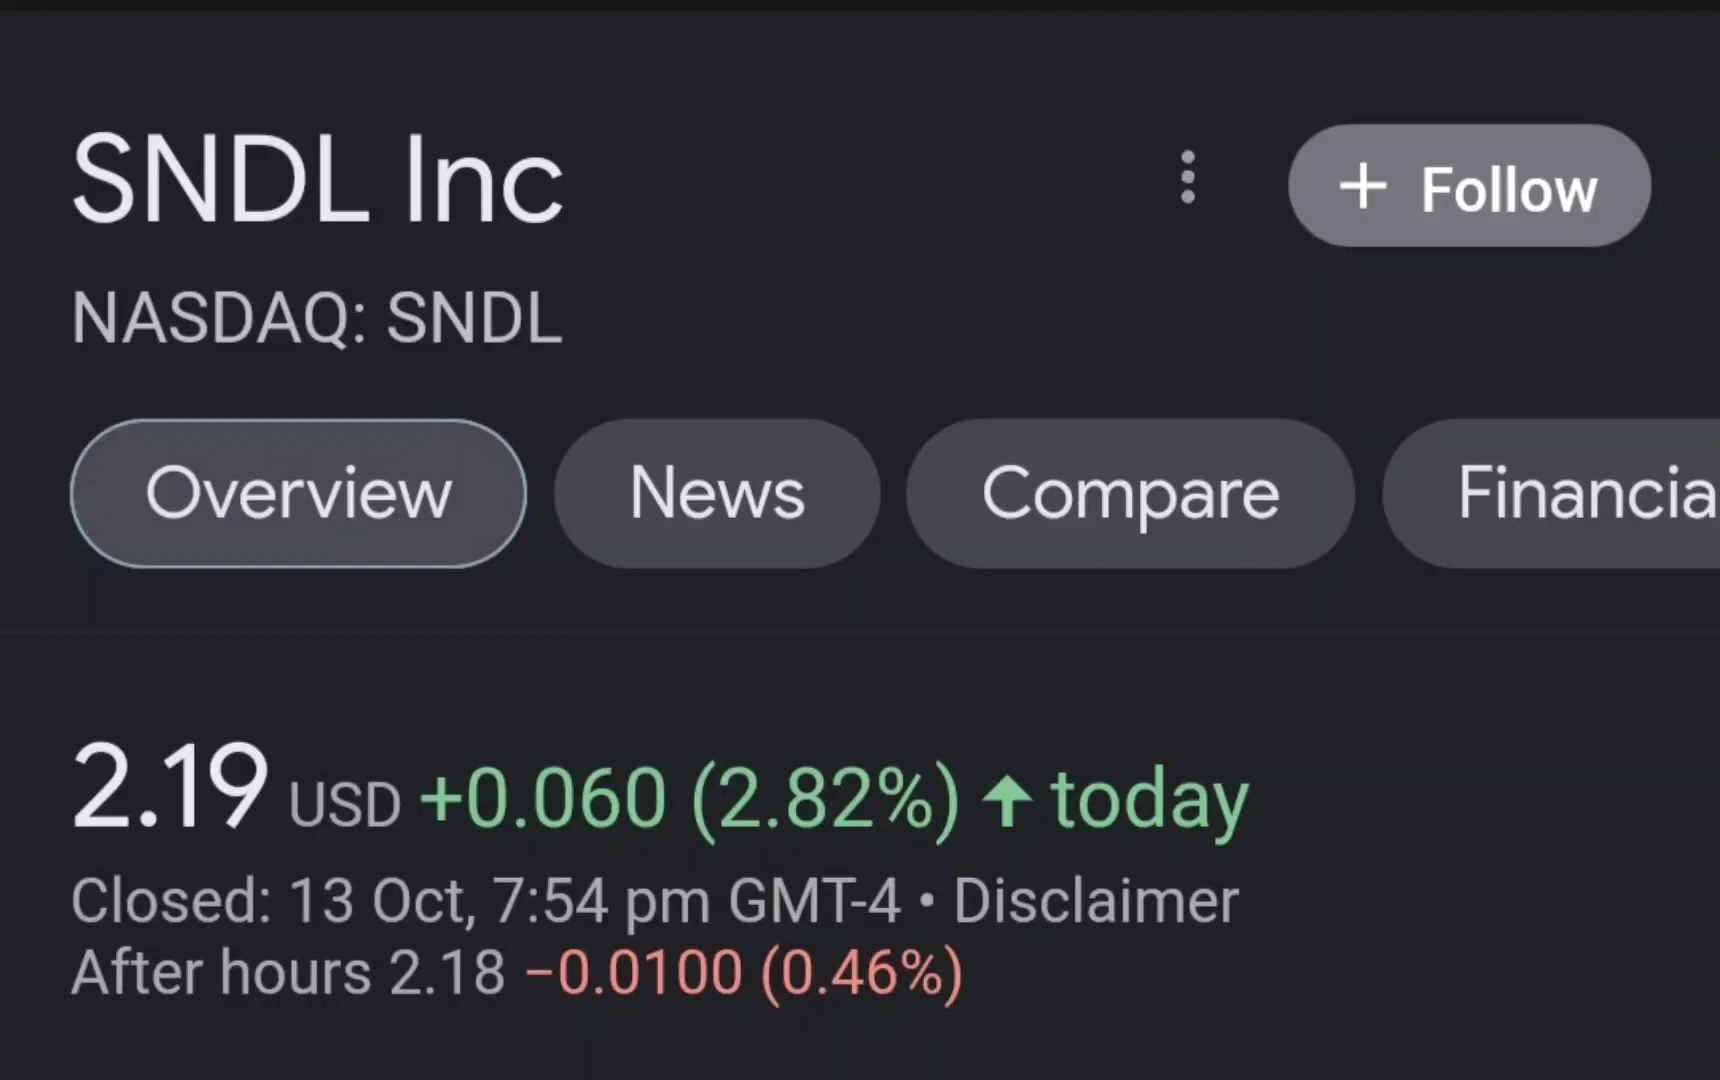 SNDL Inc
+ Follow
NASDAQ: SNDL
Overview News Compare Financia
2.19 USD +0.060 (2.82%) ↑ today
Closed: 13 Oct, 7:54 pm GMT-4 • Disclaimer
After hours 2.18 −0.0100 (0.46%)